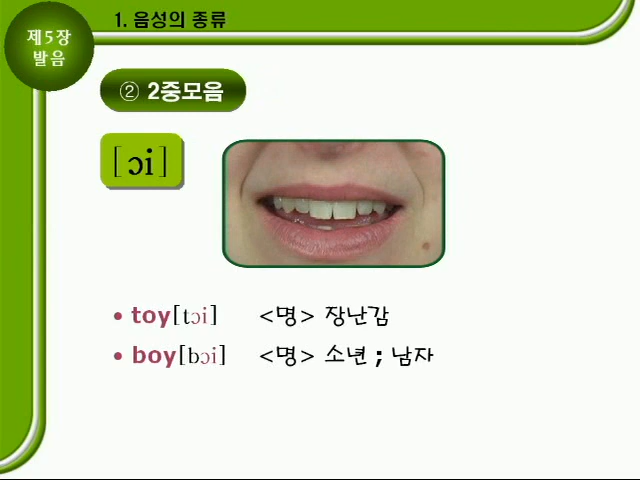 제5장
발음
1. 음성의 종류
② 2중모음
[ɔi]
• toy[tɔi] <명> 장난감
• boy[bɔi] <명> 소년 ; 남자